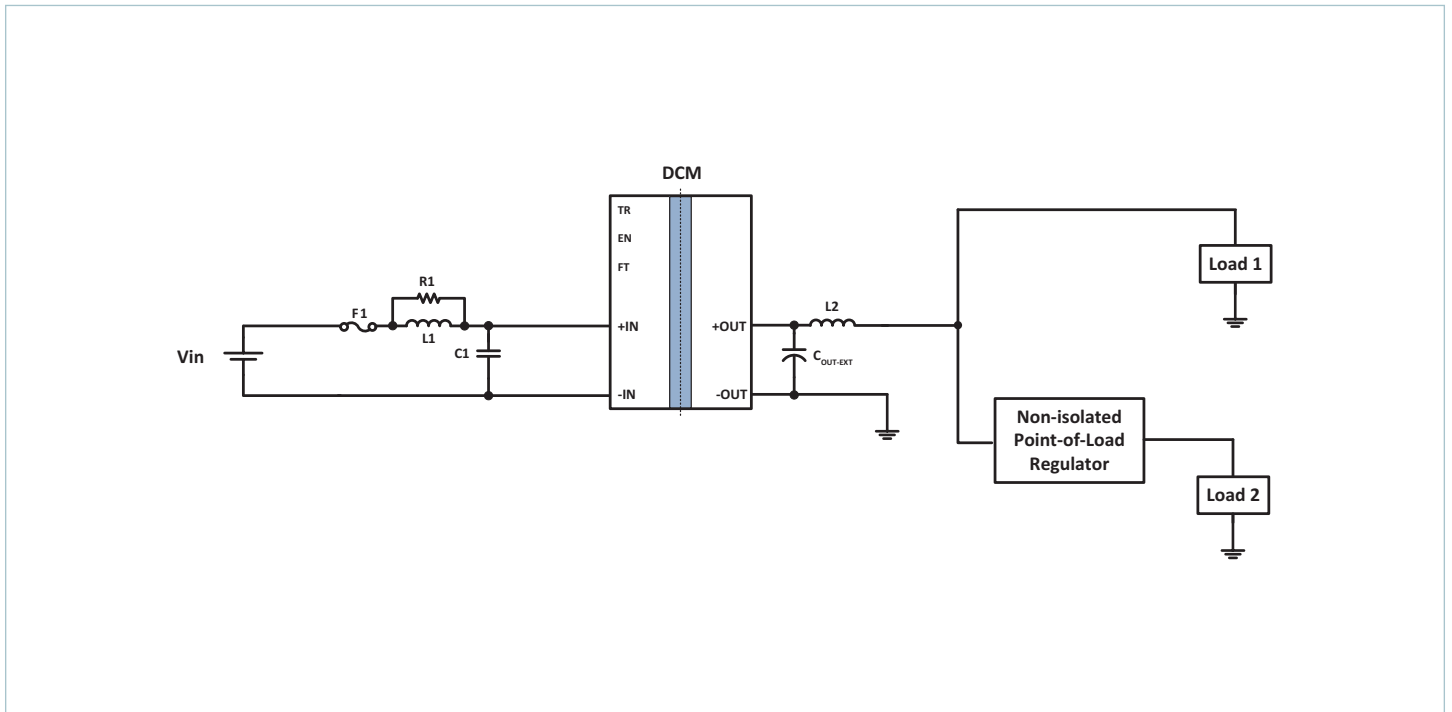 DCM
TR
EN
FT
R1
F1
L1
C1
Vin
+IN
-IN
+OUT
-OUT
L2
COUT-EXT
Load 1
Non-isolated
Point-of-Load
Regulator
Load 2